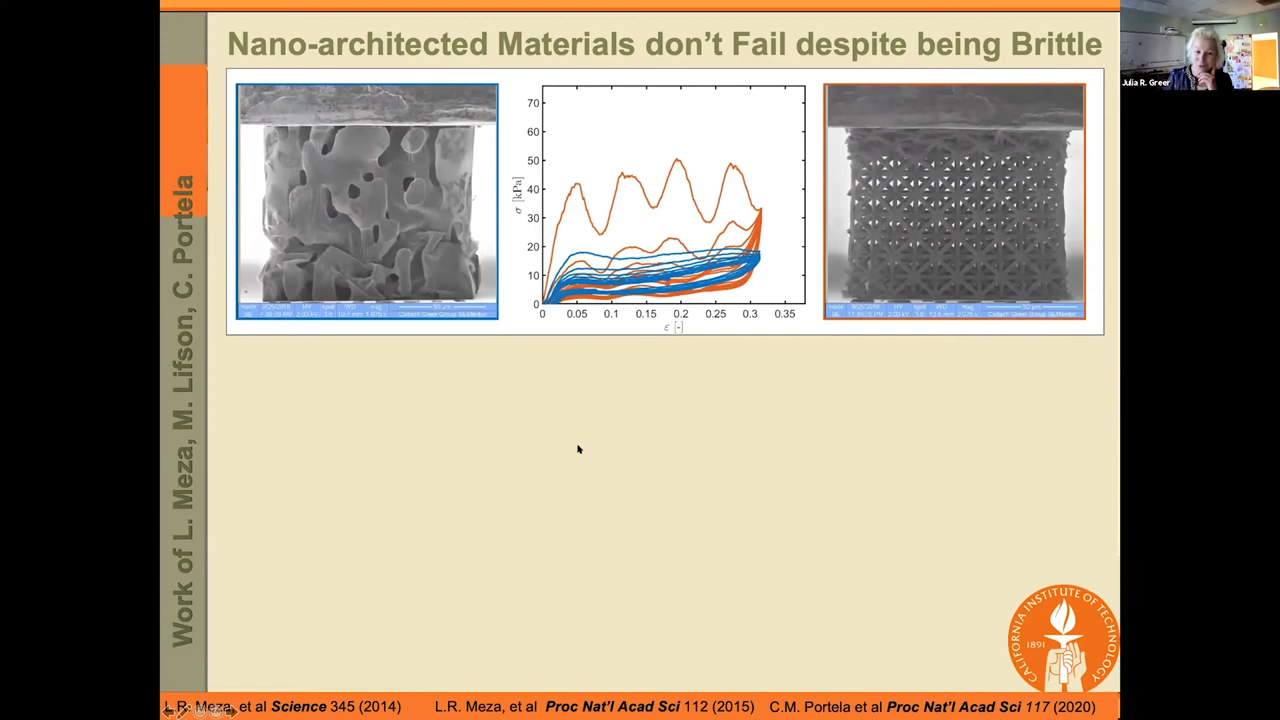 Nano-architected Materials don't Fail despite being Brittle
Julia R. Greer
Work of L. Meza, M. Lifson, C. Portela
70
60
50
40
30
20
10
0
σ [kPa]
0 0.05 0.1 0.15 0.2 0.25 0.3 0.35
ε [-]
CALIFORNIA INSTITUTE OF TECHNOLOGY
1891
L.R. Meza, et al Science 345 (2014)
L.R. Meza, et al Proc Nat'l Acad Sci 112 (2015)
C.M. Portela et al Proc Nat'l Acad Sci 117 (2020)